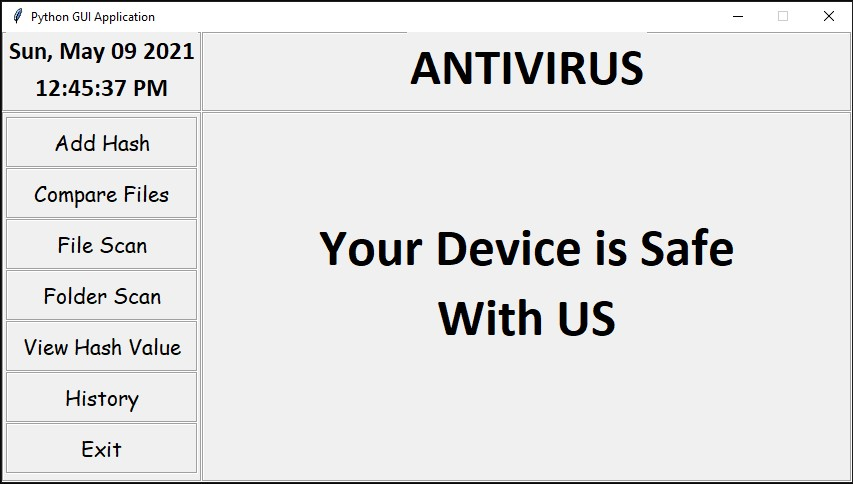 Python GUI Application
Sun, May 09 2021
12:45:37 PM
ANTIVIRUS
Add Hash
Compare Files
File Scan
Folder Scan
View Hash Value
History
Exit
Your Device is Safe
With US